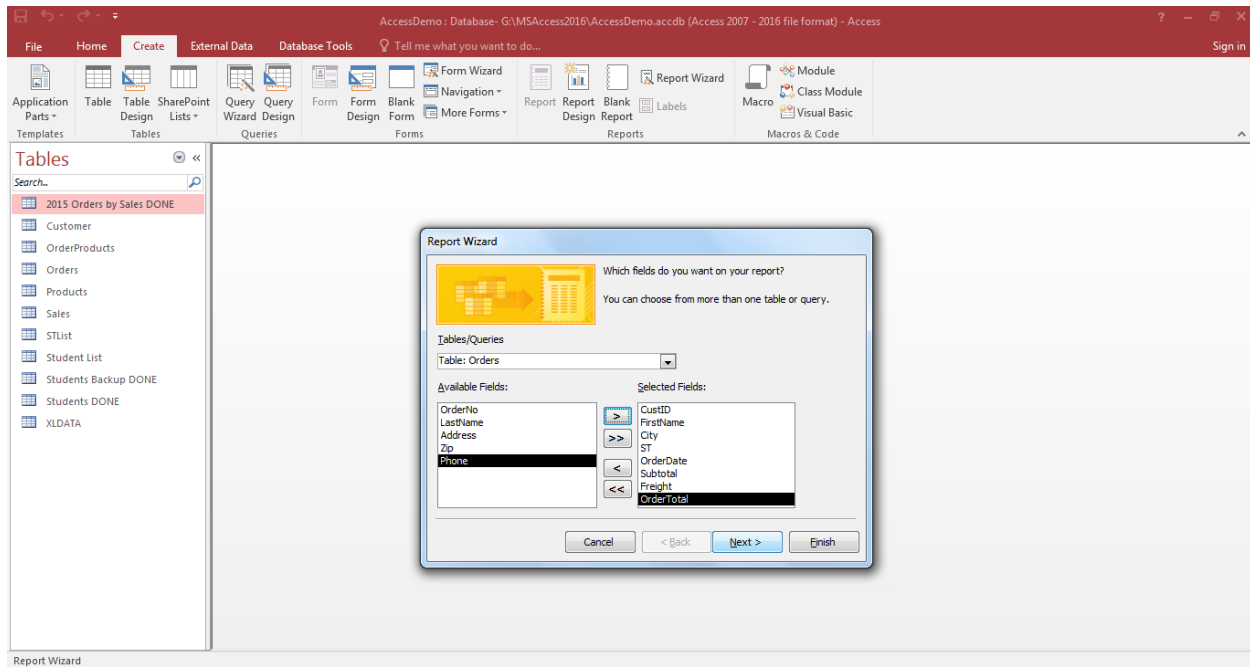 AccessDemo : Database- G:\MSAccess2016\AccessDemo.accdb (Access 2007 - 2016 file format) - Access
?
File Home Create External Data Database Tools Tell me what you want to do... Sign in
Application Parts
Table
Table Design
SharePoint Lists
Query Wizard
Query Design
Form
Form Design
Blank Form
Form Wizard
Navigation
More Forms
Report
Report Design
Blank Report
Report Wizard
Labels
Macro
Module
Class Module
Visual Basic
Templates Tables Queries Forms Reports Macros & Code
Tables «
Search...
2015 Orders by Sales DONE
Customer
OrderProducts
Orders
Products
Sales
STList
Student List
Students Backup DONE
Students DONE
XLDATA
Report Wizard
Which fields do you want on your report?
You can choose from more than one table or query.
Tables/Queries
Table: Orders
Available Fields:
OrderNo
LastName
Address
Zip
Phone
>
>>
<
<<
Selected Fields:
CustID
FirstName
City
ST
OrderDate
Subtotal
Freight
OrderTotal
Cancel < Back Next > Finish
Report Wizard